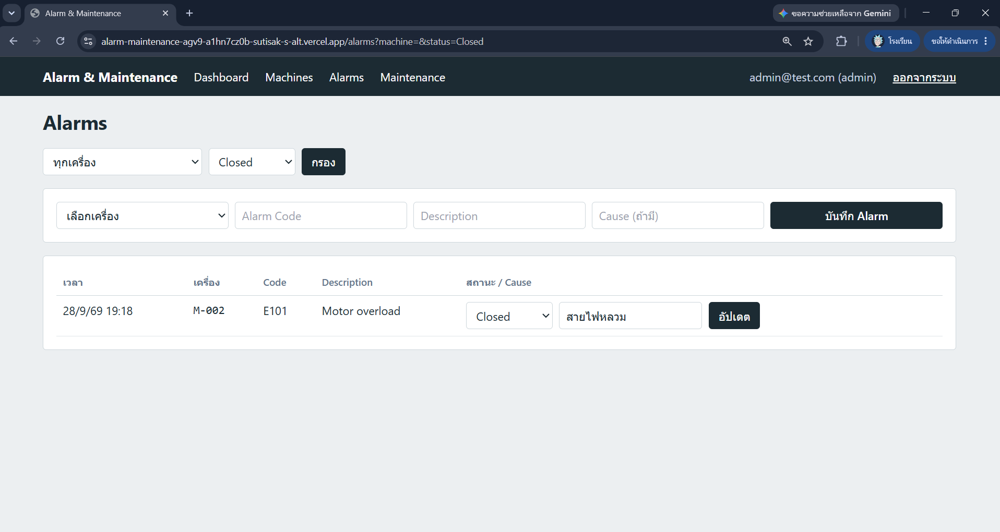 Alarm & Maintenance
ขอความช่วยเหลือจาก Gemini
alarm-maintenance-agv9-a1hn7cz0b-sutisak-s-alt.vercel.app/alarms?machine=&status=Closed
โรงเรียน
ขอให้ดำเนินการ
Alarm & Maintenance Dashboard Machines Alarms Maintenance admin@test.com (admin) ออกจากระบบ
Alarms
ทุกเครื่อง Closed กรอง
เลือกเครื่อง Alarm Code Description Cause (ถ้ามี) บันทึก Alarm
เวลา เครื่อง Code Description สถานะ / Cause
28/9/69 19:18 M-002 E101 Motor overload Closed สายไฟหลวม อัปเดต